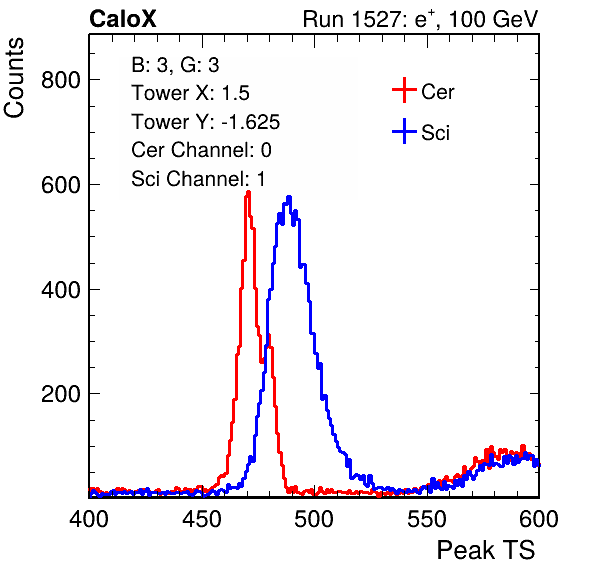 CaloX Run 1527: e+, 100 GeV
Counts
B: 3, G: 3
Tower X: 1.5
Tower Y: -1.625
Cer Channel: 0
Sci Channel: 1
Cer
Sci
800
600
400
200
400 450 500 550 600
Peak TS